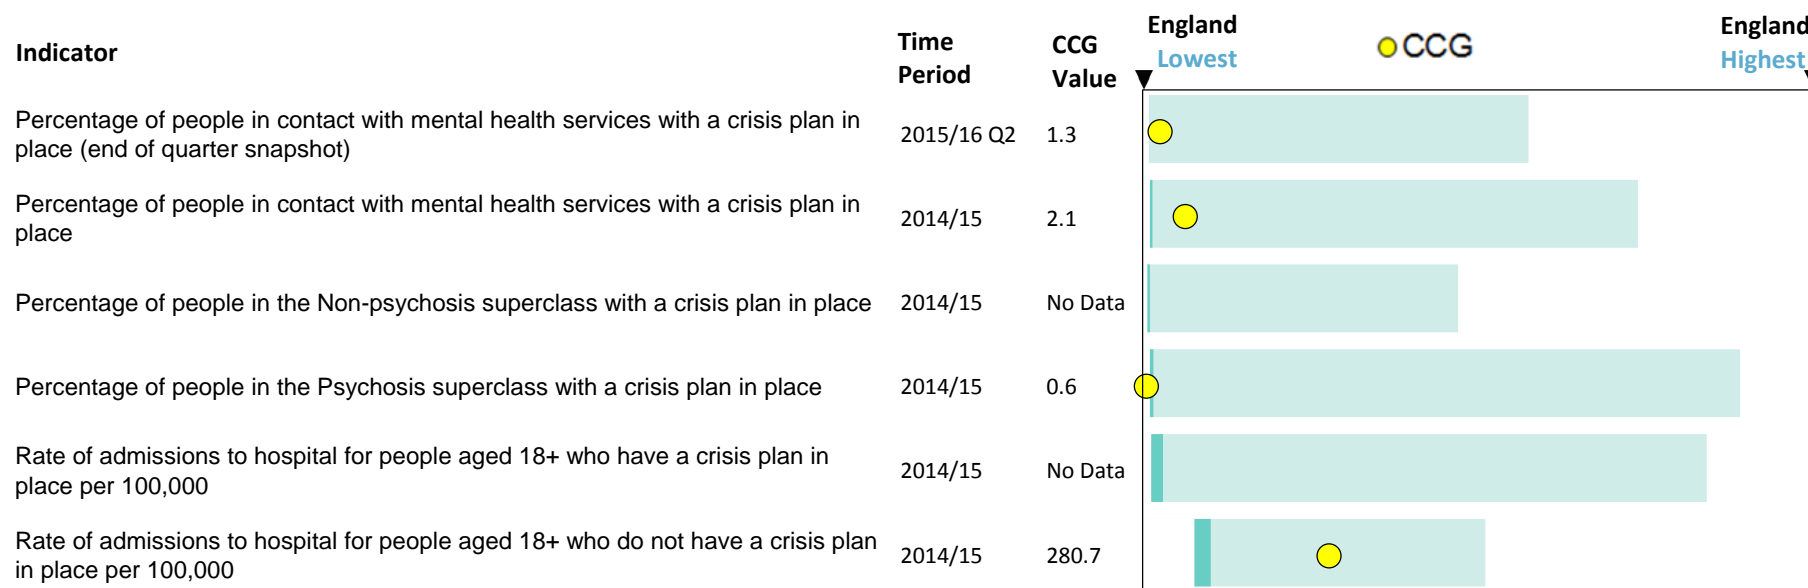 Indicator
Time Period
CCG Value
England Lowest
CCG
England Highest
Percentage of people in contact with mental health services with a crisis plan in
place (end of quarter snapshot)
2015/16 Q2
1.3
Percentage of people in contact with mental health services with a crisis plan in
place
2014/15
2.1
Percentage of people in the Non-psychosis superclass with a crisis plan in place
2014/15
No Data
Percentage of people in the Psychosis superclass with a crisis plan in place
2014/15
0.6
Rate of admissions to hospital for people aged 18+ who have a crisis plan in
place per 100,000
2014/15
No Data
Rate of admissions to hospital for people aged 18+ who do not have a crisis plan
in place per 100,000
2014/15
280.7